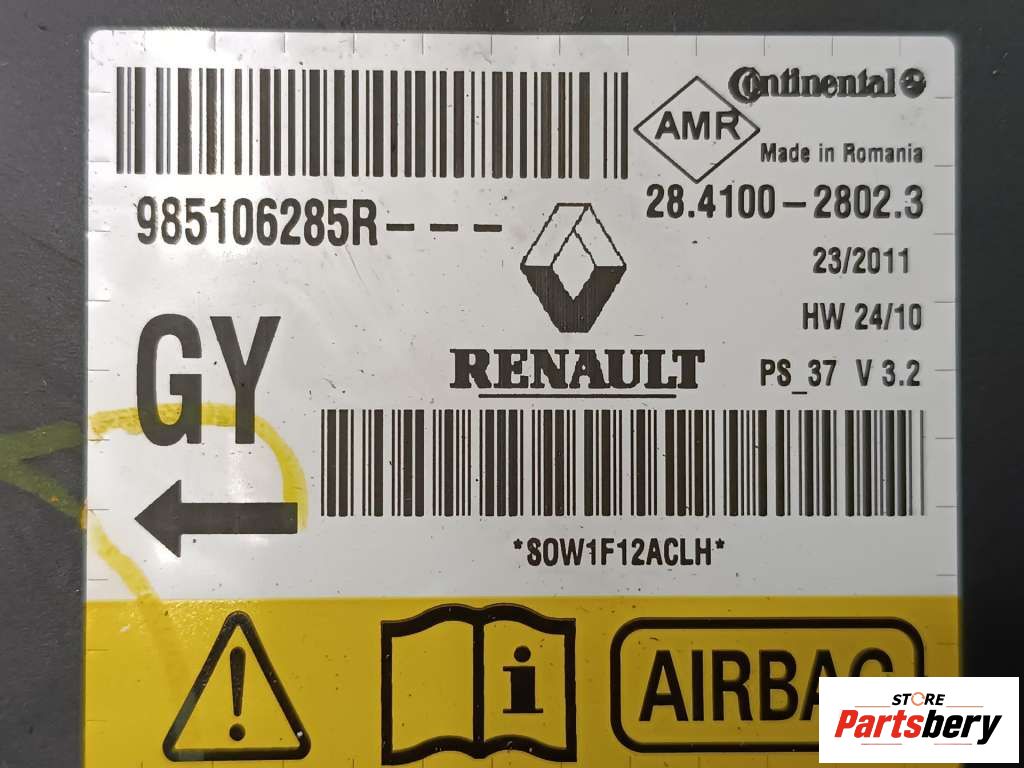 Continental
AMR
Made in Romania
985106285R---
28.4100-2802.3
23/2011
HW 24/10
GY
RENAULT
PS_37 V 3.2
*SOW1F12ACLH*
i
AIRBAG
STORE
Partsbery